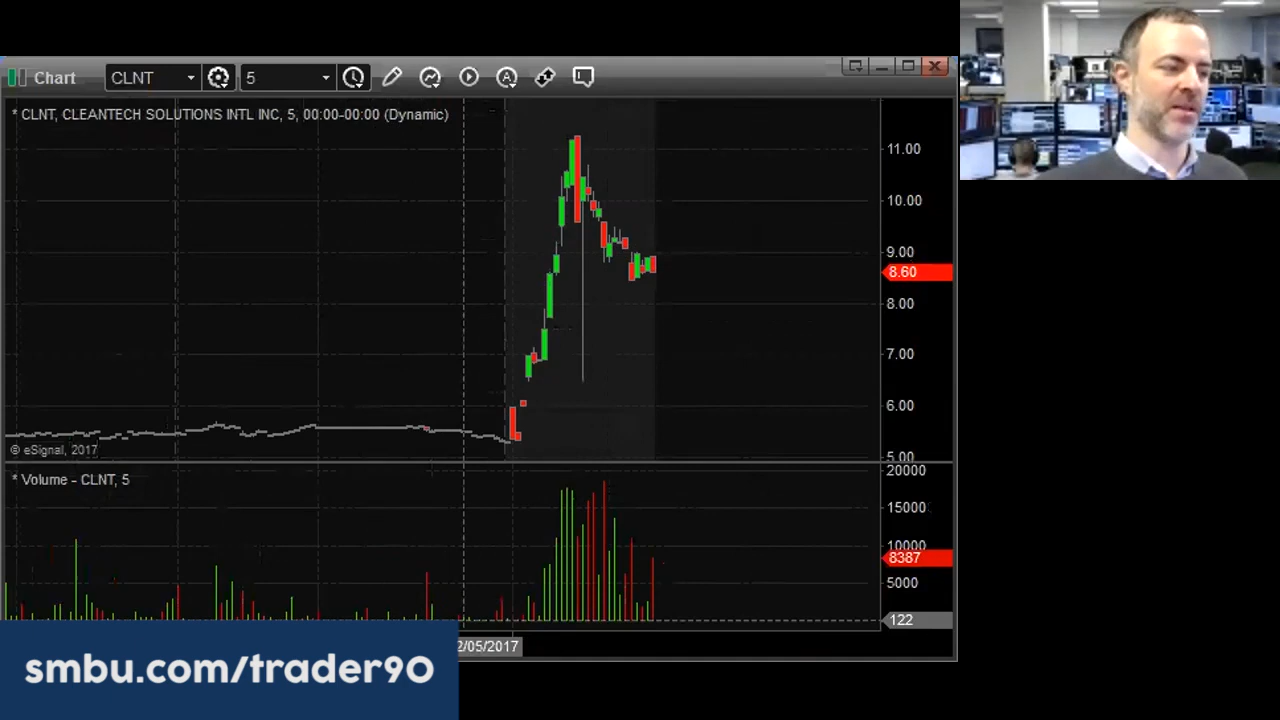 Chart
CLNT
5
* CLNT, CLEANTECH SOLUTIONS INTL INC, 5, 00:00-00:00 (Dynamic)
11.00
10.00
9.00
8.60
8.00
7.00
6.00
5.00
© eSignal, 2017
* Volume - CLNT, 5
20000
15000
10000
8387
5000
122
2/05/2017
smbu.com/trader90